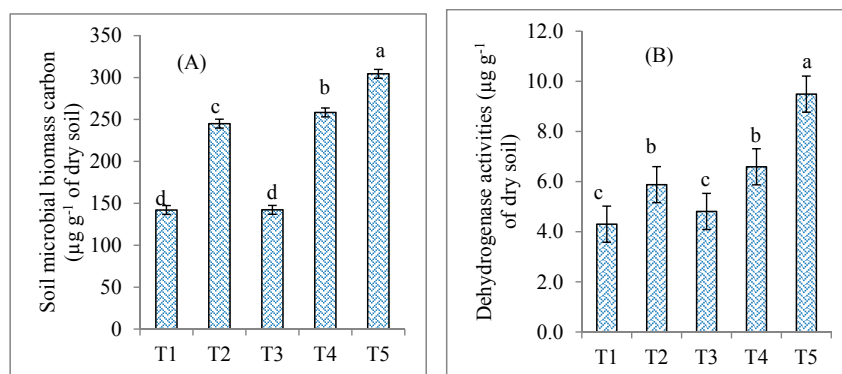 Soil microbial biomass carbon
(µg g-1 of dry soil)
350
300
250
200
150
100
50
0
(A)
d
c
d
b
a
T1 T2 T3 T4 T5
Dehydrogenase activities (µg g-1
of dry soil)
12.0
10.0
8.0
6.0
4.0
2.0
0.0
(B)
c
b
c
b
a
T1 T2 T3 T4 T5